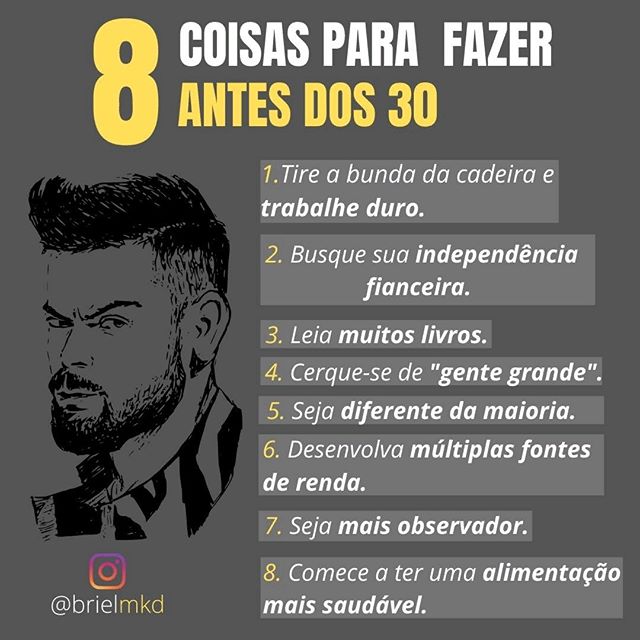 8 COISAS PARA FAZER
ANTES DOS 30
1.Tire a bunda da cadeira e
trabalhe duro.
2. Busque sua independência
fianceira.
3. Leia muitos livros.
4. Cerque-se de "gente grande".
5. Seja diferente da maioria.
6. Desenvolva múltiplas fontes
de renda.
7. Seja mais observador.
8. Comece a ter uma alimentação
mais saudável.
@brielmkd